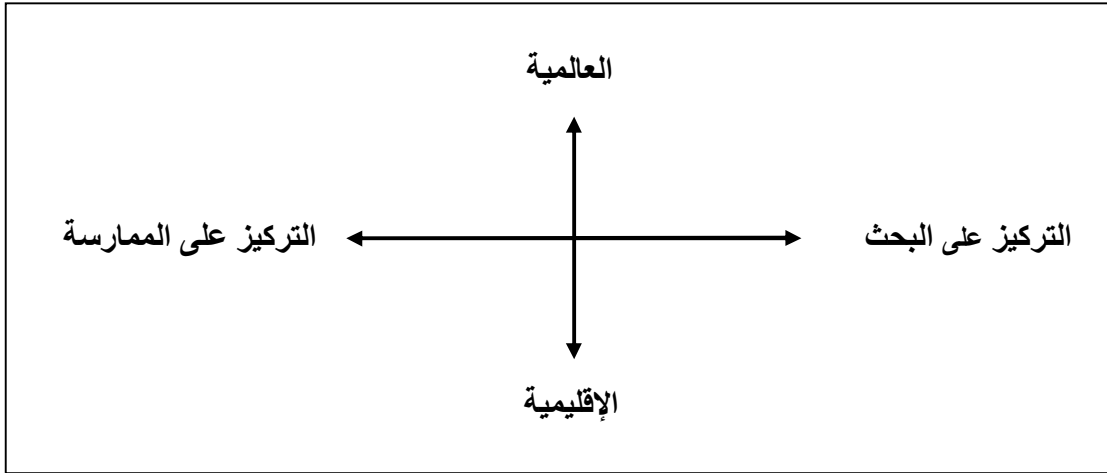 العالمية
التركيز على البحث
التركيز على الممارسة
الإقليمية